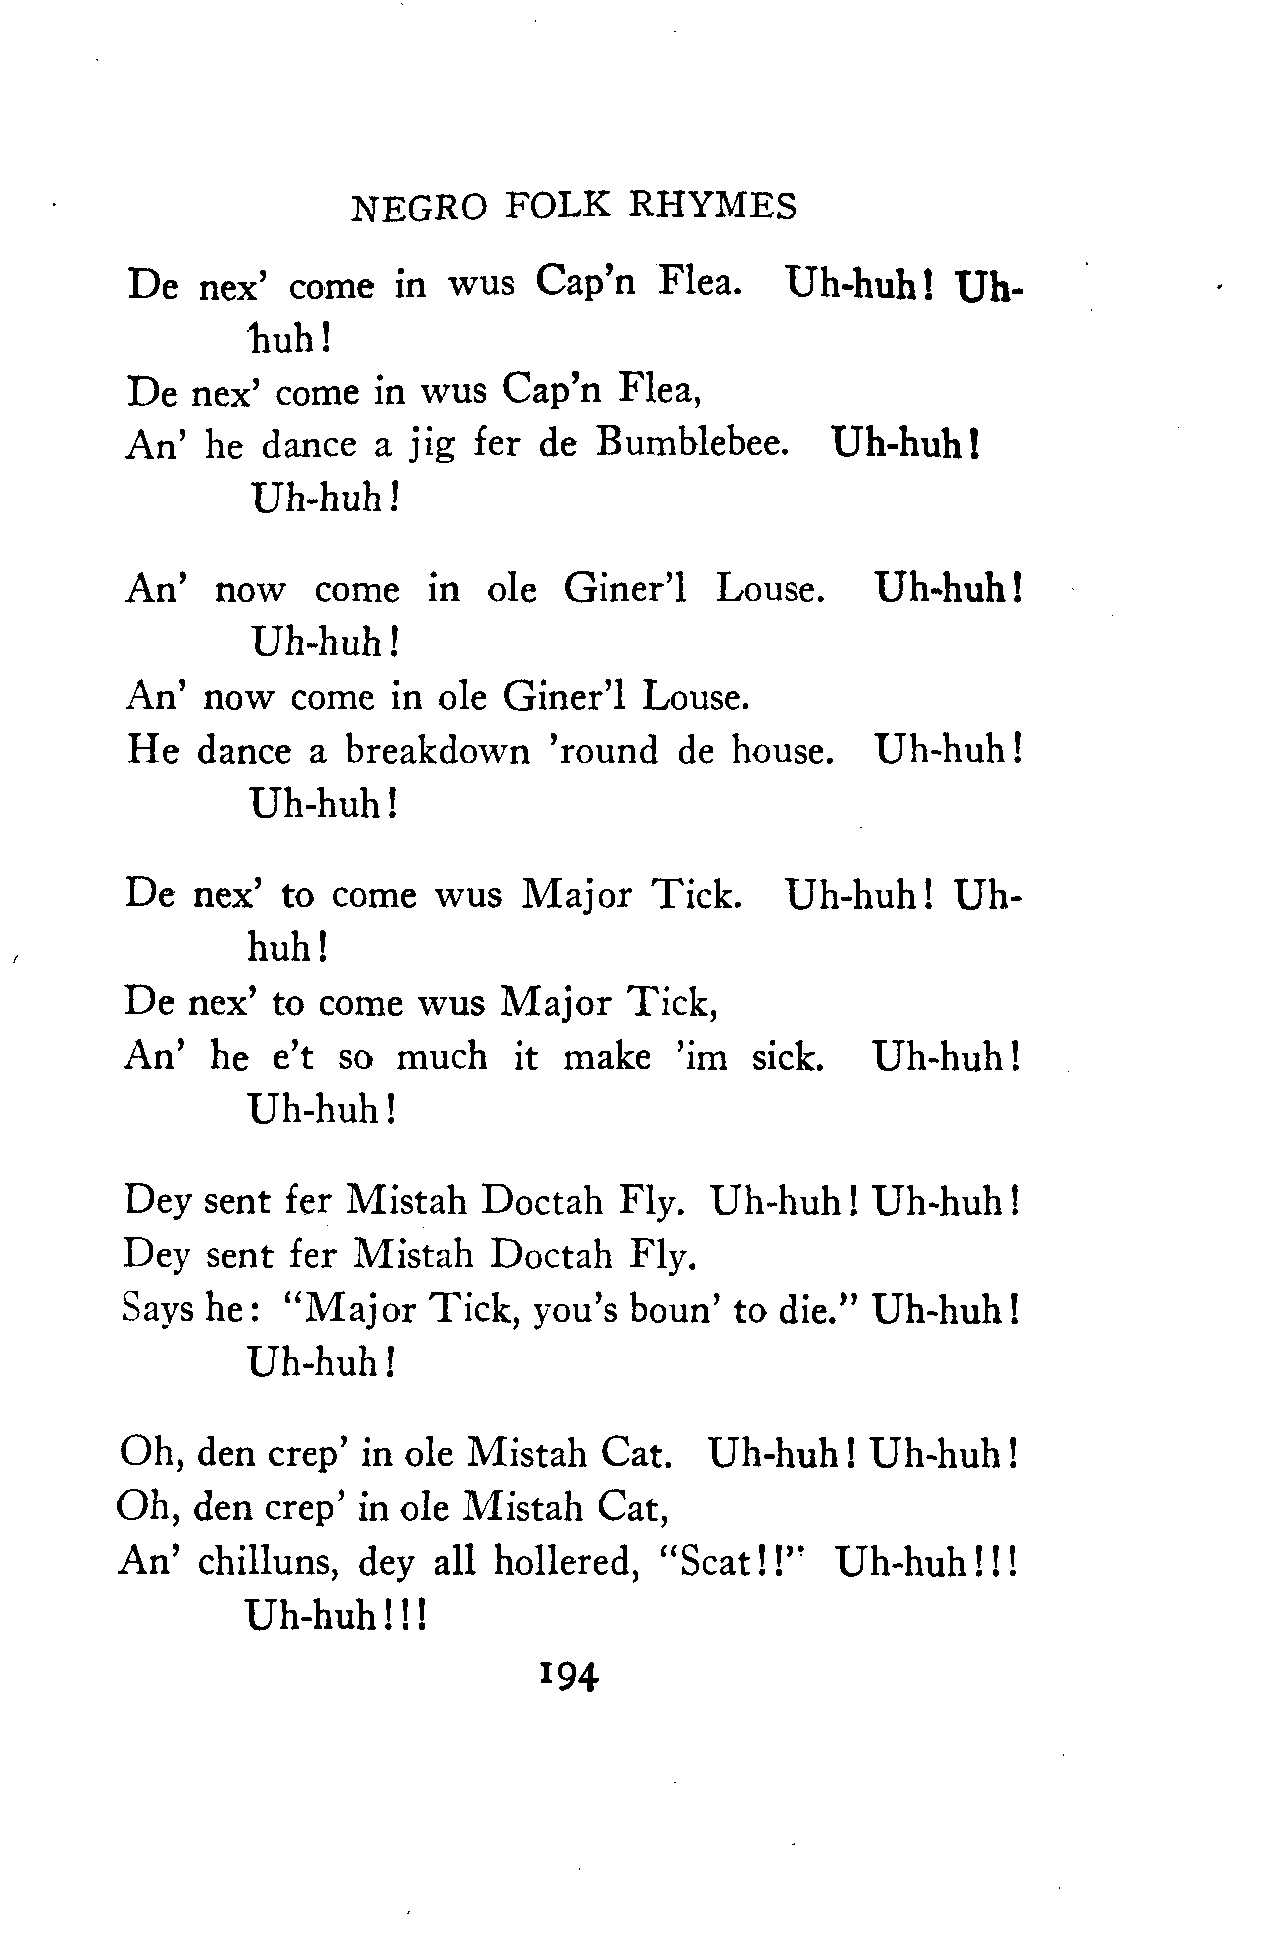 NEGRO FOLK RHYMES
De nex' come in wus Cap'n Flea. Uh-huh! Uh-
huh!
De nex' come in wus Cap'n Flea,
An' he dance a jig fer de Bumblebee. Uh-huh!
Uh-huh!
An' now come in ole Giner'l Louse. Uh-huh!
Uh-huh!
An' now come in ole Giner'l Louse.
He dance a breakdown 'round de house. Uh-huh!
Uh-huh!
De nex' to come wus Major Tick. Uh-huh! Uh-
huh!
De nex' to come wus Major Tick,
An' he e't so much it make 'im sick. Uh-huh!
Uh-huh!
Dey sent fer Mistah Doctah Fly. Uh-huh! Uh-huh!
Dey sent fer Mistah Doctah Fly.
Says he: "Major Tick, you's boun' to die." Uh-huh!
Uh-huh!
Oh, den crep' in ole Mistah Cat. Uh-huh! Uh-huh!
Oh, den crep' in ole Mistah Cat,
An' chilluns, dey all hollered, "Scat!!" Uh-huh!!!
Uh-huh!!!
194